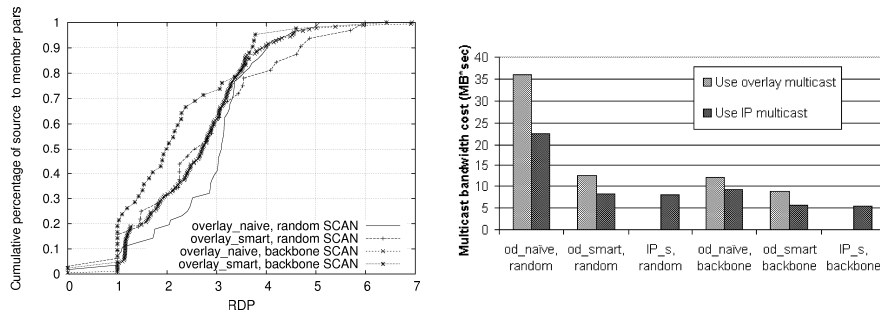 Cumulative percentage of source to member pairs
1
0.9
0.8
0.7
0.6
0.5
0.4
0.3
0.2
0.1
0
overlay_naive, random SCAN
overlay_smart, random SCAN
overlay_naive, backbone SCAN
overlay_smart, backbone SCAN
0 1 2 3 4 5 6 7
RDP
Multicast bandwidth cost (MB*sec)
40
35
30
25
20
15
10
5
0
Use overlay multicast
Use IP multicast
od_naïve, random
od_smart, random
IP_s, random
od_naïve, backbone
od_smart backbone
IP_s, backbone